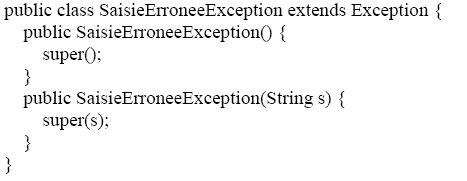 public class SaisieErroneeException extends Exception {
public SaisieErroneeException() {
super();
}
public SaisieErroneeException(String s) {
super(s);
}
}